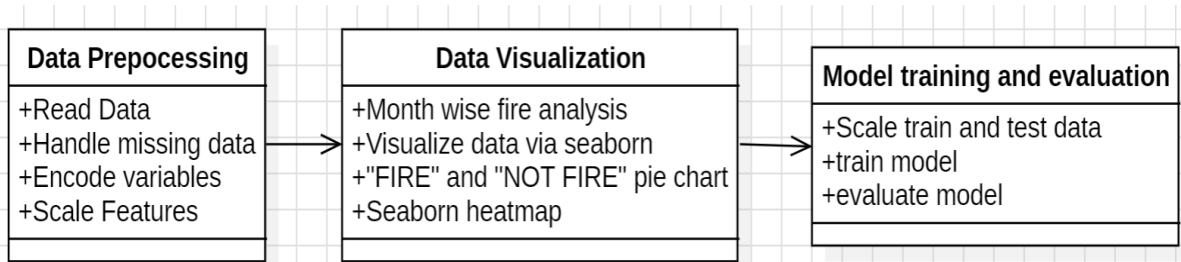 Data Prepocessing
+Read Data
+Handle missing data
+Encode variables
+Scale Features
Data Visualization
+Month wise fire analysis
+Visualize data via seaborn
+"FIRE" and "NOT FIRE" pie chart
+Seaborn heatmap
Model training and evaluation
+Scale train and test data
+train model
+evaluate model